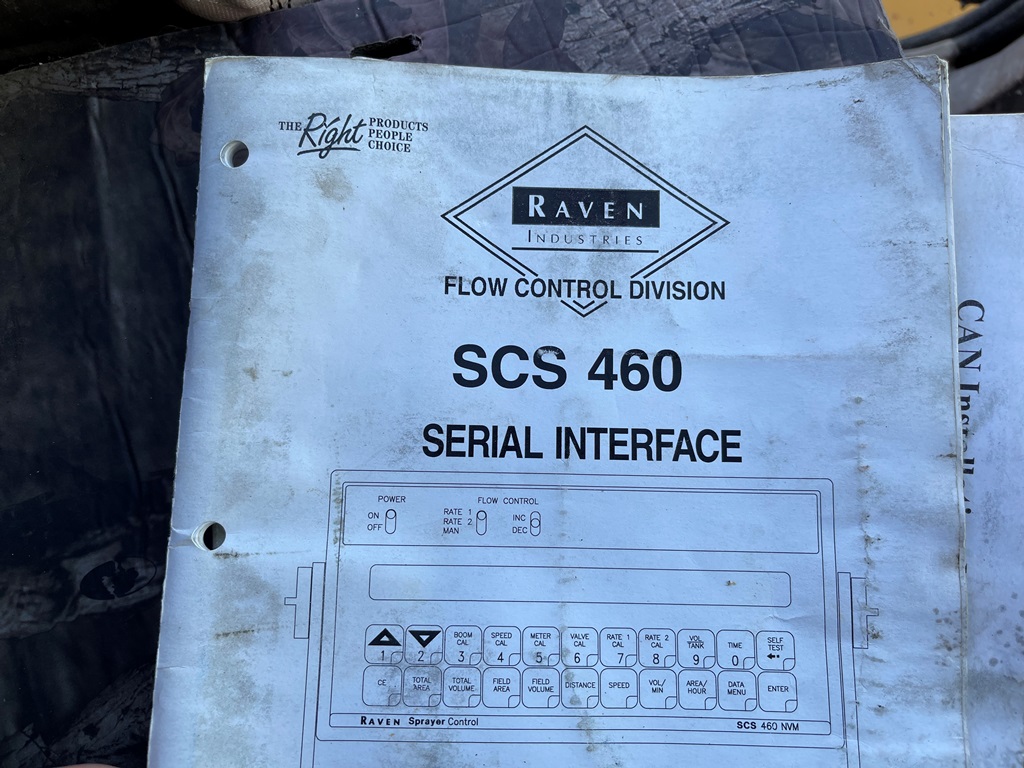 THE Right PRODUCTS
PEOPLE
CHOICE
RAVEN
INDUSTRIES
FLOW CONTROL DIVISION
SCS 460
SERIAL INTERFACE
POWER
ON
OFF
FLOW CONTROL
RATE 1
RATE 2
MAN
INC
DEC
1
2
BOOM CAL 3
SPEED CAL 4
METER CAL 5
VALVE CAL 6
RATE 1 CAL 7
RATE 2 CAL 8
VOL TANK 9
TIME 0
SELF TEST
CE
TOTAL AREA
TOTAL VOLUME
FIELD AREA
FIELD VOLUME
DISTANCE
SPEED
VOL/ MIN
AREA/ HOUR
DATA MENU
ENTER
RAVEN Sprayer Control
SCS 460 NVM
CAN